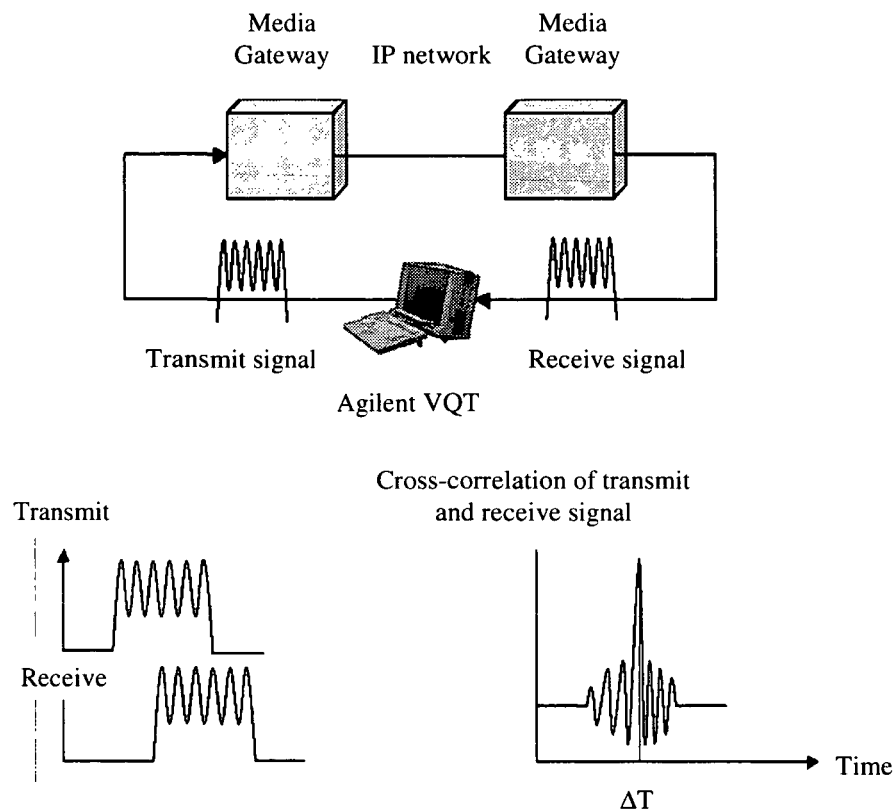 Media
Gateway
IP network
Media
Gateway
Transmit signal
Receive signal
Agilent VQT
Cross-correlation of transmit
and receive signal
Transmit
Receive
Time
ΔT